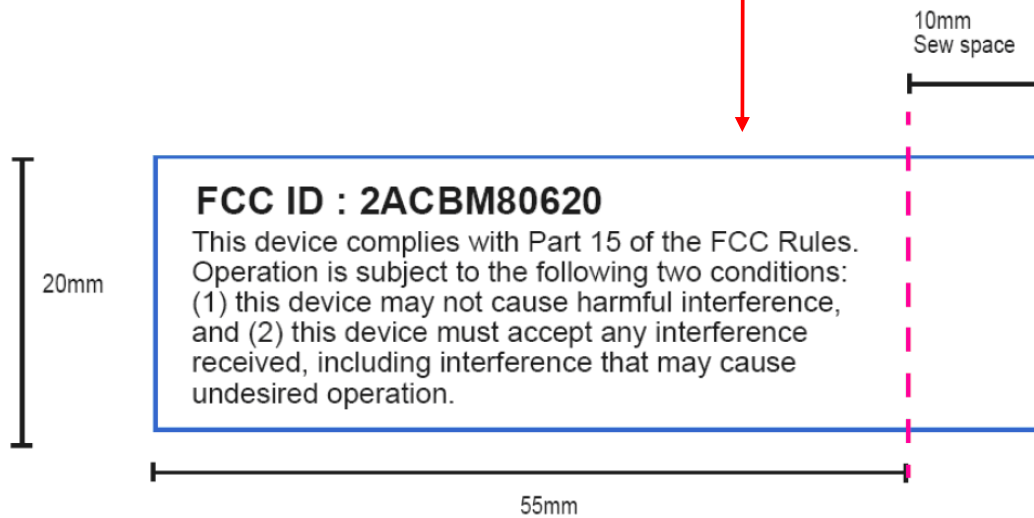 10mm
Sew space
FCC ID : 2ACBM80620
This device complies with Part 15 of the FCC Rules.
Operation is subject to the following two conditions:
(1) this device may not cause harmful interference,
and (2) this device must accept any interference
received, including interference that may cause
undesired operation.
20mm
55mm